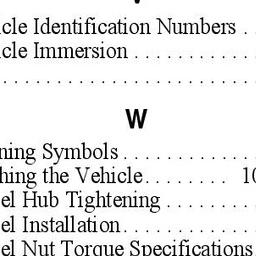 cle Identification Numbers . .
cle Immersion . . . . . . . . . . . .
. . . . . . . . . . . . . . . . . . . . . . .
W
ning Symbols . . . . . . . . . . . .
hing the Vehicle . . . . . . . 10
el Hub Tightening . . . . . . . .
el Installation . . . . . . . . . . . .
el Nut Torque Specifications